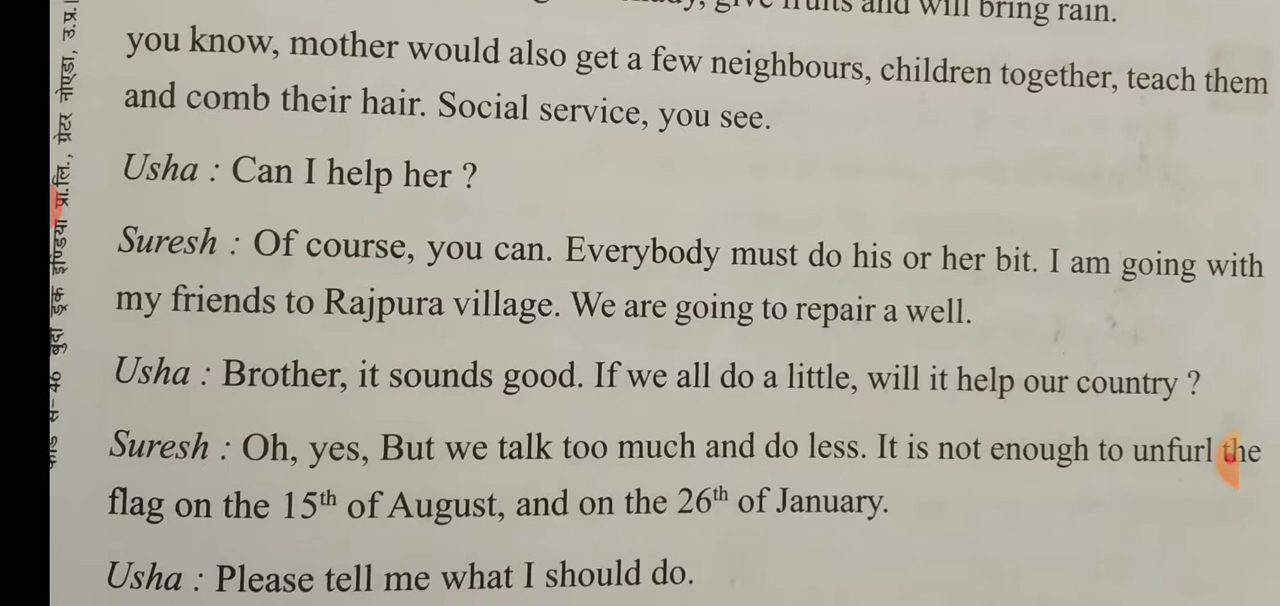 give fruits and will bring rain.
you know, mother would also get a few neighbours, children together, teach them
and comb their hair. Social service, you see.
Usha : Can I help her ?
Suresh : Of course, you can. Everybody must do his or her bit. I am going with
my friends to Rajpura village. We are going to repair a well.
Usha : Brother, it sounds good. If we all do a little, will it help our country ?
Suresh : Oh, yes, But we talk too much and do less. It is not enough to unfurl the
flag on the 15th of August, and on the 26th of January.
Usha : Please tell me what I should do.
46 बुदा बुक इण्डिया प्रा.लि., ग्रेटर नोएडा, उ.प्र.